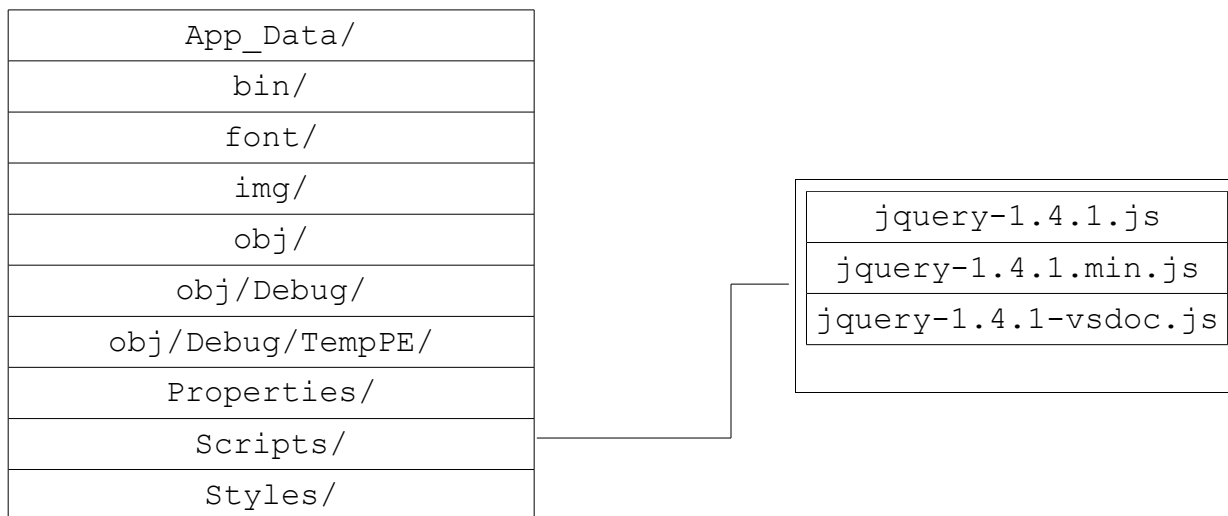 App_Data/
bin/
font/
img/
obj/
obj/Debug/
obj/Debug/TempPE/
Properties/
Scripts/
Styles/
jquery-1.4.1.js
jquery-1.4.1.min.js
jquery-1.4.1-vsdoc.js